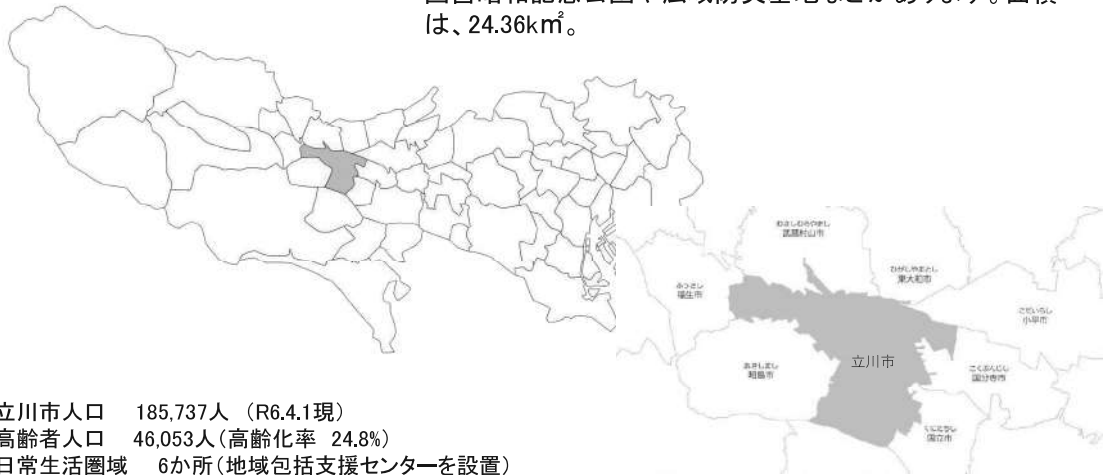 は、24.36k㎡。
むさしむらやまし
武蔵村山市
ひがしやまとし
東大和市
ふっさし
福生市
こだいらし
小平市
立川市
あきしまし
昭島市
こくぶんじし
国分寺市
くにたちし
国立市
立川市人口 185,737人 (R6.4.1現)
高齢者人口 46,053人(高齢化率 24.8%)
日常生活圏域 6か所(地域包括支援センターを設置)